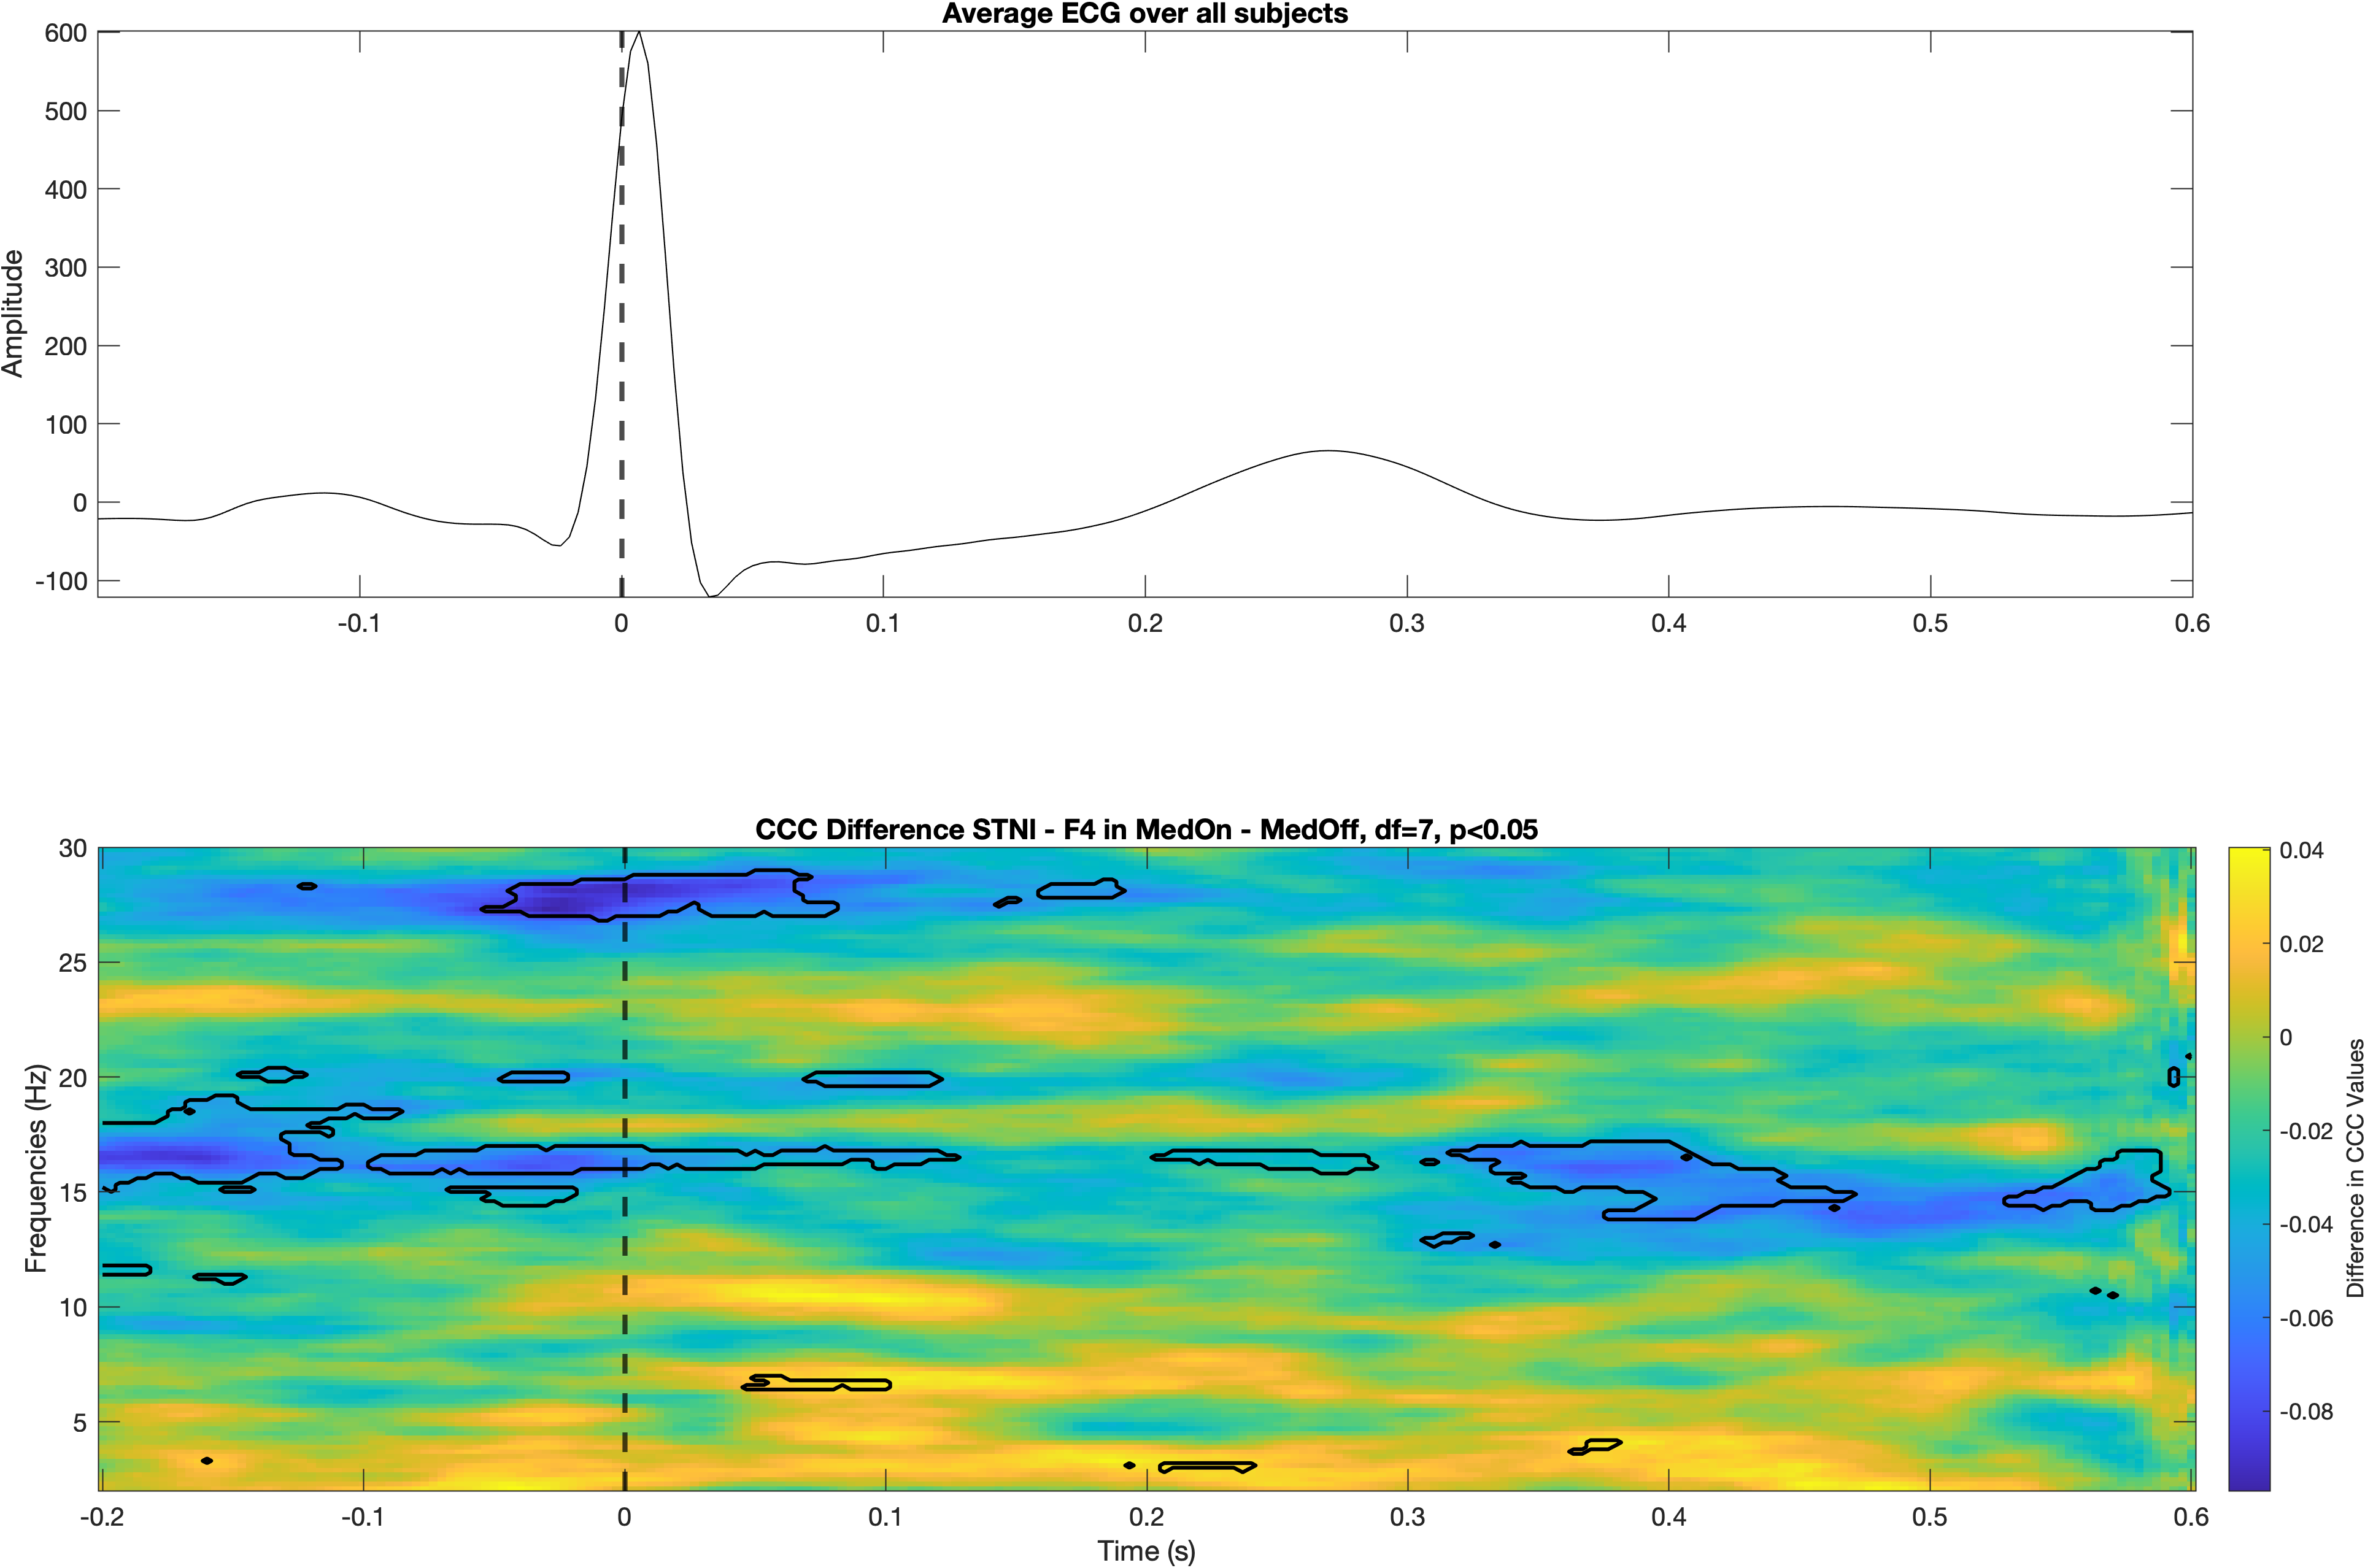 Average ECG over all subjects
600
500
400
300
200
100
0
-100
Amplitude
-0.1 0 0.1 0.2 0.3 0.4 0.5 0.6
CCC Difference STNl - F4 in MedOn - MedOff, df=7, p<0.05
30
25
20
15
10
5
Frequencies (Hz)
-0.2 -0.1 0 0.1 0.2 0.3 0.4 0.5 0.6
Time (s)
0.04
0.02
0
-0.02
-0.04
-0.06
-0.08
Difference in CCC Values